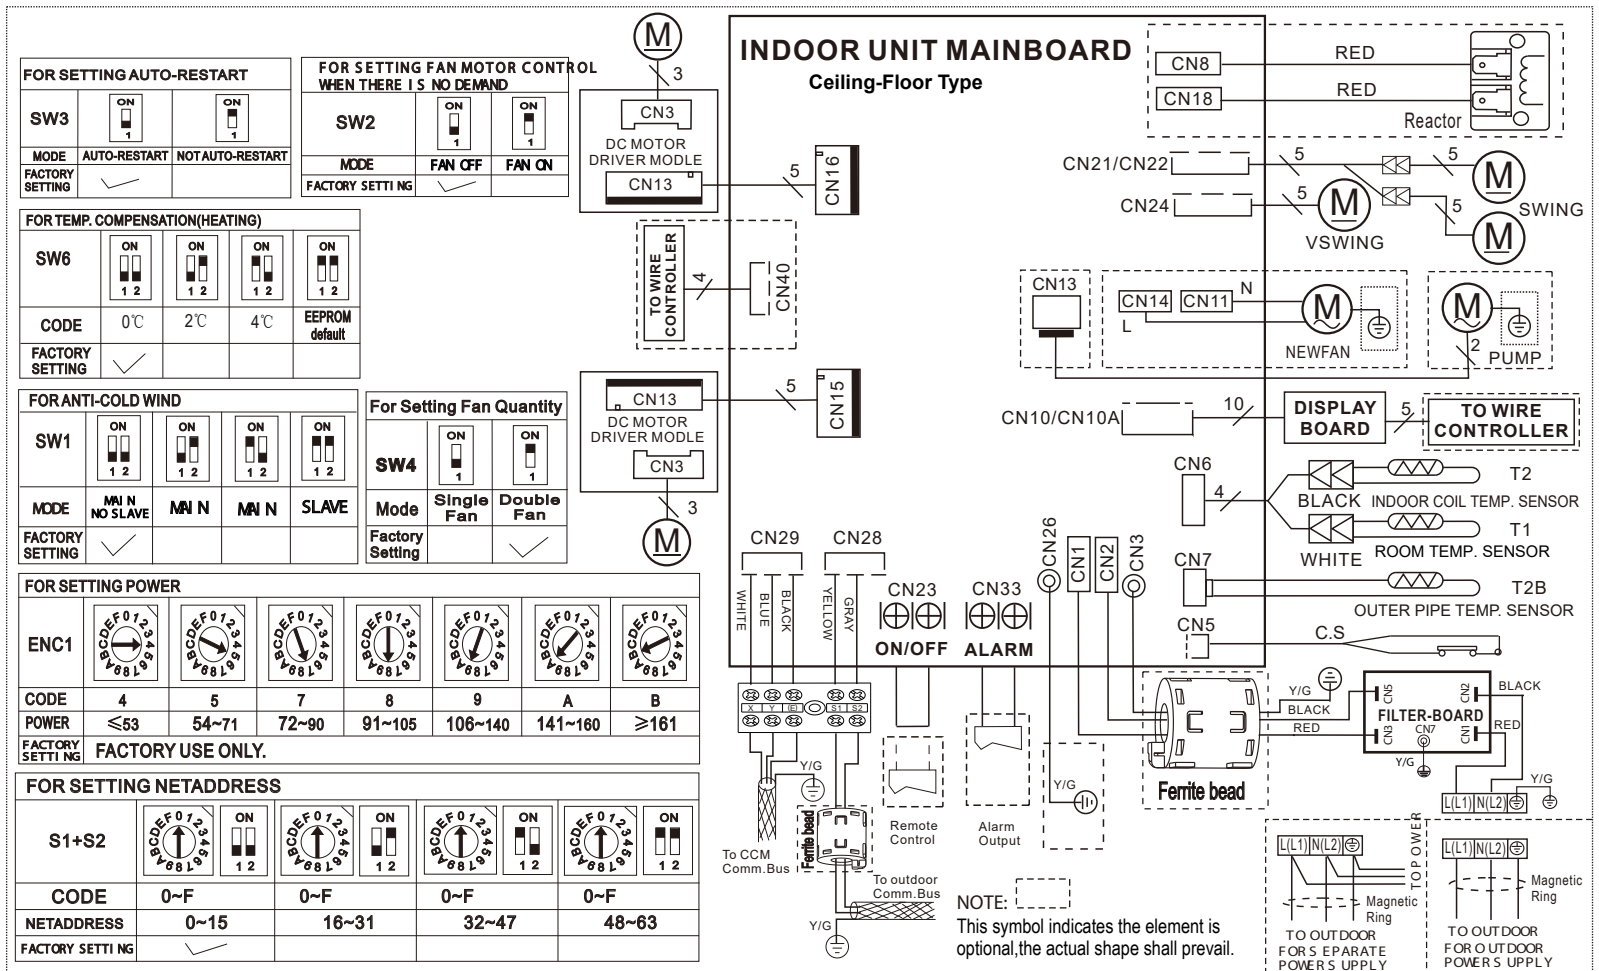 INDOOR UNIT MAINBOARD
Ceiling-Floor Type
FOR SETTING AUTO-RESTART
SW3
ON
1
ON
1
MODE AUTO-RESTART NOT AUTO-RESTART
FACTORY
SETTING
FOR SETTING FAN MOTOR CONTROL
WHEN THERE IS NO DEMAND
SW2
ON
1
ON
1
MODE FAN OFF FAN ON
FACTORY SETTING
FOR TEMP. COMPENSATION(HEATING)
SW6
ON
1 2
ON
1 2
ON
1 2
ON
1 2
CODE 0℃ 2℃ 4℃ EEPROM
default
FACTORY
SETTING
FOR ANTI-COLD WIND
SW1
ON
1 2
ON
1 2
ON
1 2
ON
1 2
MODE MAIN
NO SLAVE MAIN MAIN SLAVE
FACTORY
SETTING
For Setting Fan Quantity
SW4
ON
1
ON
1
Mode Single
Fan Double
Fan
Factory
Setting
FOR SETTING POWER
ENC1
0123456789ABCDEF
0123456789ABCDEF
0123456789ABCDEF
0123456789ABCDEF
0123456789ABCDEF
0123456789ABCDEF
0123456789ABCDEF
CODE 4 5 7 8 9 A B
POWER ≤53 54~71 72~90 91~105 106~140 141~160 ≥161
FACTORY
SETTING FACTORY USE ONLY.
FOR SETTING NETADDRESS
S1+S2
0123456789ABCDEF
ON
1 2
0123456789ABCDEF
ON
1 2
0123456789ABCDEF
ON
1 2
0123456789ABCDEF
ON
1 2
CODE 0~F 0~F 0~F 0~F
NETADDRESS 0~15 16~31 32~47 48~63
FACTORY SETTING
M
3
CN3
DC MOTOR
DRIVER MODLE
CN13
5
CN16
TO WIRE
CONTROLLER
4
CN40
CN13
DC MOTOR
DRIVER MODLE
CN3
5
CN15
3
M
CN8 RED
CN18 RED
Reactor
CN21/CN22 5 5 M
CN24 5 M 5 M
SWING
VSWING
CN13
CN14 CN11 N
L
M
NEWFAN
M
2 PUMP
CN10/CN10A 10 DISPLAY
BOARD 5 TO WIRE
CONTROLLER
CN6
4
T2
BLACK INDOOR COIL TEMP. SENSOR
T1
WHITE ROOM TEMP. SENSOR
CN7
T2B
OUTER PIPE TEMP. SENSOR
CN5
C.S
CN29 CN28
WHITE
BLUE
BLACK
YELLOW
GRAY
CN23
ON/OFF
CN33
ALARM
CN26
CN1
CN2
CN3
X Y (E) S1 S2
Y/G
To CCM
Comm.Bus
Ferrite bead
To outdoor
Comm.Bus
Y/G
Remote
Control
Alarm
Output
Y/G
Ferrite bead
Y/G
BLACK
RED
CN5 CN2
FILTER-BOARD
CN3 CN7 CN1
BLACK
RED
Y/G
Y/G
L(L1) N(L2)
L(L1) N(L2)
TO POWER
Magnetic
Ring
TO OUTDOOR
FOR SEPARATE
POWER SUPPLY
L(L1) N(L2)
Magnetic
Ring
TO OUTDOOR
FOR OUTDOOR
POWER SUPPLY
NOTE:
This symbol indicates the element is
optional,the actual shape shall prevail.